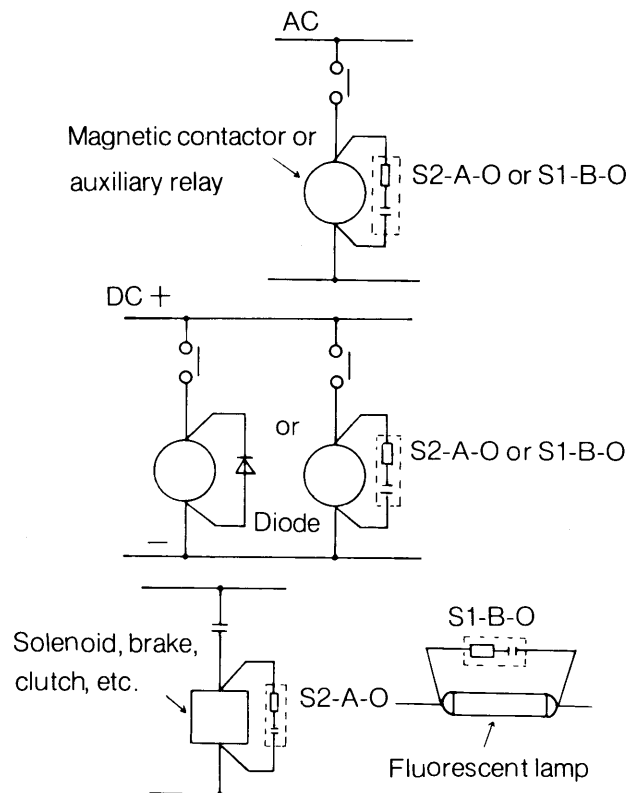 AC
Magnetic contactor or
auxiliary relay
S2-A-O or S1-B-O
DC +
or
S2-A-O or S1-B-O
Diode
−
Solenoid, brake,
clutch, etc.
S2-A-O
S1-B-O
Fluorescent lamp